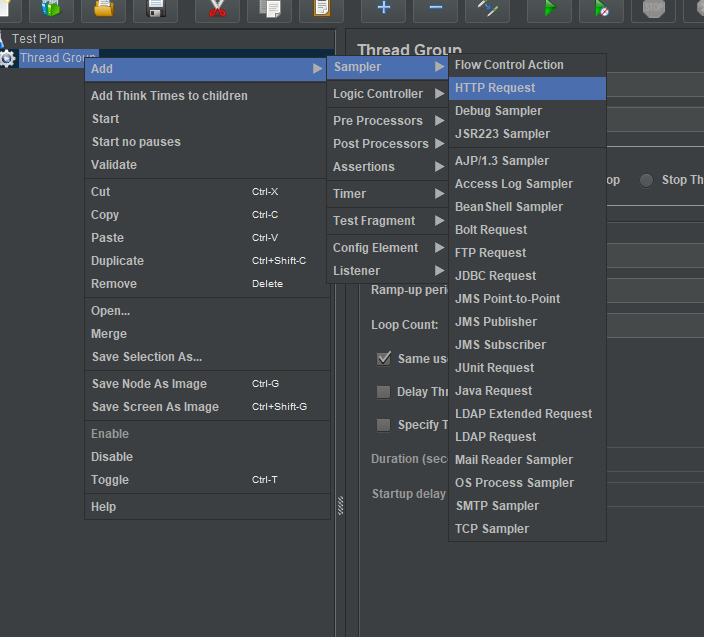 Test Plan
Thread Group
Thread Group
Add
Add Think Times to children
Start
Start no pauses
Validate
Cut Ctrl-X
Copy Ctrl-C
Paste Ctrl-V
Duplicate Ctrl+Shift-C
Remove Delete
Open...
Merge
Save Selection As...
Save Node As Image Ctrl-G
Save Screen As Image Ctrl+Shift-G
Enable
Disable
Toggle Ctrl-T
Help
Sampler
Logic Controller
Pre Processors
Post Processors
Assertions
Timer
Test Fragment
Config Element
Listener
Flow Control Action
HTTP Request
Debug Sampler
JSR223 Sampler
AJP/1.3 Sampler
Access Log Sampler
BeanShell Sampler
Bolt Request
FTP Request
JDBC Request
JMS Point-to-Point
JMS Publisher
JMS Subscriber
JUnit Request
Java Request
LDAP Extended Request
LDAP Request
Mail Reader Sampler
OS Process Sampler
SMTP Sampler
TCP Sampler
op Stop Th
Ramp-up peri
Loop Count:
Same us
Delay Thr
Specify T
Duration (sec
Startup delay
STOP